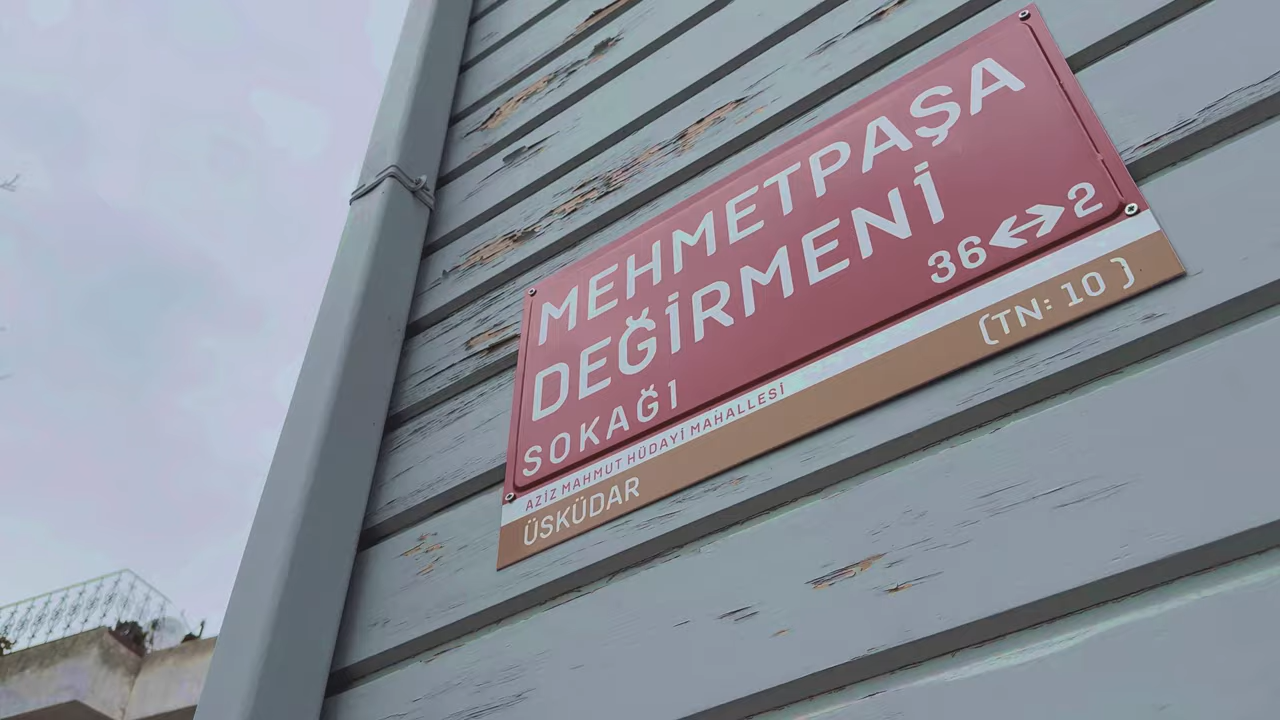 MEHMETPAŞA
DEĞİRMENİ
SOKAĞI
36↔2
AZİZ MAHMUT HÜDAYİ MAHALLESİ
ÜSKÜDAR
(TN: 10 )